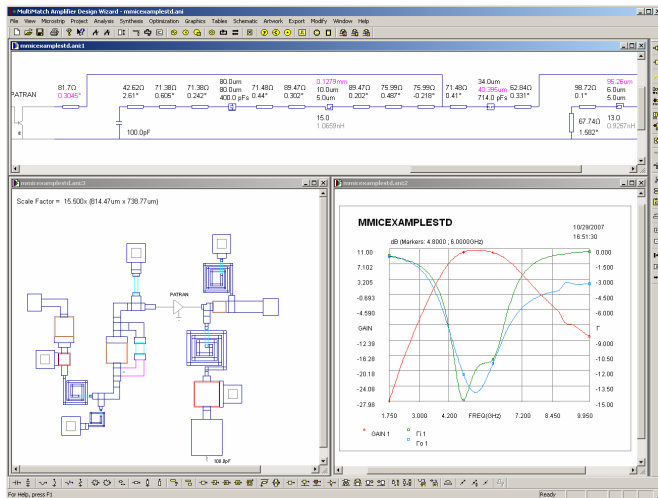 MultiMatch Amplifier Design Wizard - mmicexamplestd.ani
File View Microstrip Project Analysis Synthesis Optimization Graphics Tables Schematic Artwork Export Modify Window Help
mmicexamplestd.ani:1
PATRAN
81.7Ω
0.3045°
42.62Ω
2.61°
71.38Ω
0.605°
71.38Ω
0.242°
80.0um
80.0um
400.0 pFs
71.48Ω
0.44°
89.47Ω
0.302°
0.1279mm
10.0um
5.0um
89.47Ω
0.202°
75.99Ω
0.487°
75.99Ω
-0.218°
71.48Ω
0.41°
34.0um
40.395um
714.0 pFs
62.84Ω
0.331°
98.72Ω
0.1°
95.26um
6.0um
5.0um
100.0pF
15.0
1.0659nH
67.74Ω
1.582°
13.0
0.9257nH
mmicexamplestd.ani:3
Scale Factor = 15.500x (814.47um x 738.77um)
PATRAN
100.0pF
mmicexamplestd.ani:2
MMICEXAMPLESTD
10/29/2007
16:51:30
dB (Markers: 4.8000 ; 6.0000GHz)
11.00
7.102
3.205
-0.693
-4.590
GAIN
-12.39
-16.28
-20.18
-24.08
-27.98
0.000
-1.500
-3.000
-4.500
-6.000
Γ
-9.000
-10.50
-12.00
-13.50
-15.00
1.750 3.000 4.200 FREQ(GHz) 7.200 8.450 9.950
GAIN 1
Γi 1
Γo 1
For Help, press F1
Ready